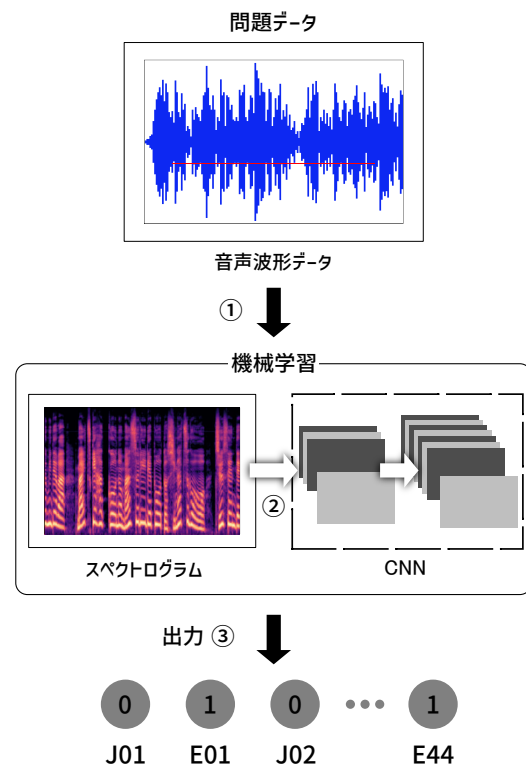 問題データ
音声波形データ
①
機械学習
②
スペクトログラム
CNN
出力 ③
0 1 0 ••• 1
J01 E01 J02 E44